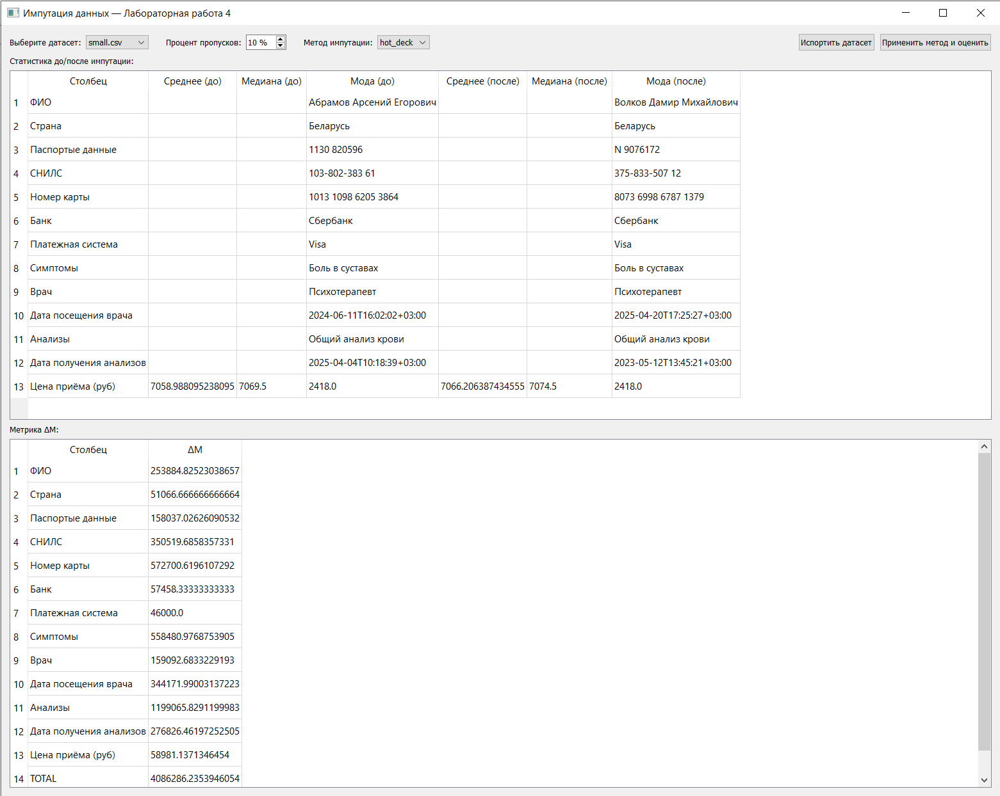 Импутация данных — Лабораторная работа 4
Выберите датасет: small.csv Процент пропусков: 10 % Метод импутации: hot_deck Испортить датасет Применить метод и оценить
Статистика до/после импутации:
Столбец Среднее (до) Медиана (до) Мода (до) Среднее (после) Медиана (после) Мода (после)
1 ФИО Абрамов Арсений Егорович Волков Дамир Михайлович
2 Страна Беларусь Беларусь
3 Паспортые данные 1130 820596 N 9076172
4 СНИЛС 103-802-383 61 375-833-507 12
5 Номер карты 1013 1098 6205 3864 8073 6998 6787 1379
6 Банк Сбербанк Сбербанк
7 Платежная система Visa Visa
8 Симптомы Боль в суставах Боль в суставах
9 Врач Психотерапевт Психотерапевт
10 Дата посещения врача 2024-06-11T16:02:02+03:00 2025-04-20T17:25:27+03:00
11 Анализы Общий анализ крови Общий анализ крови
12 Дата получения анализов 2025-04-04T10:18:39+03:00 2023-05-12T13:45:21+03:00
13 Цена приёма (руб) 7058.988095238095 7069.5 2418.0 7066.206387434555 7074.5 2418.0
Метрика ΔM:
Столбец ΔM
1 ФИО 253884.82523038657
2 Страна 51066.666666666664
3 Паспортые данные 158037.02626090532
4 СНИЛС 350519.6858357331
5 Номер карты 572700.6196107292
6 Банк 57458.33333333333
7 Платежная система 46000.0
8 Симптомы 558480.9768753905
9 Врач 159092.6833229193
10 Дата посещения врача 344171.99003137223
11 Анализы 1199065.8291199983
12 Дата получения анализов 276826.46197252505
13 Цена приёма (руб) 58981.1371346454
14 TOTAL 4086286.2353946054